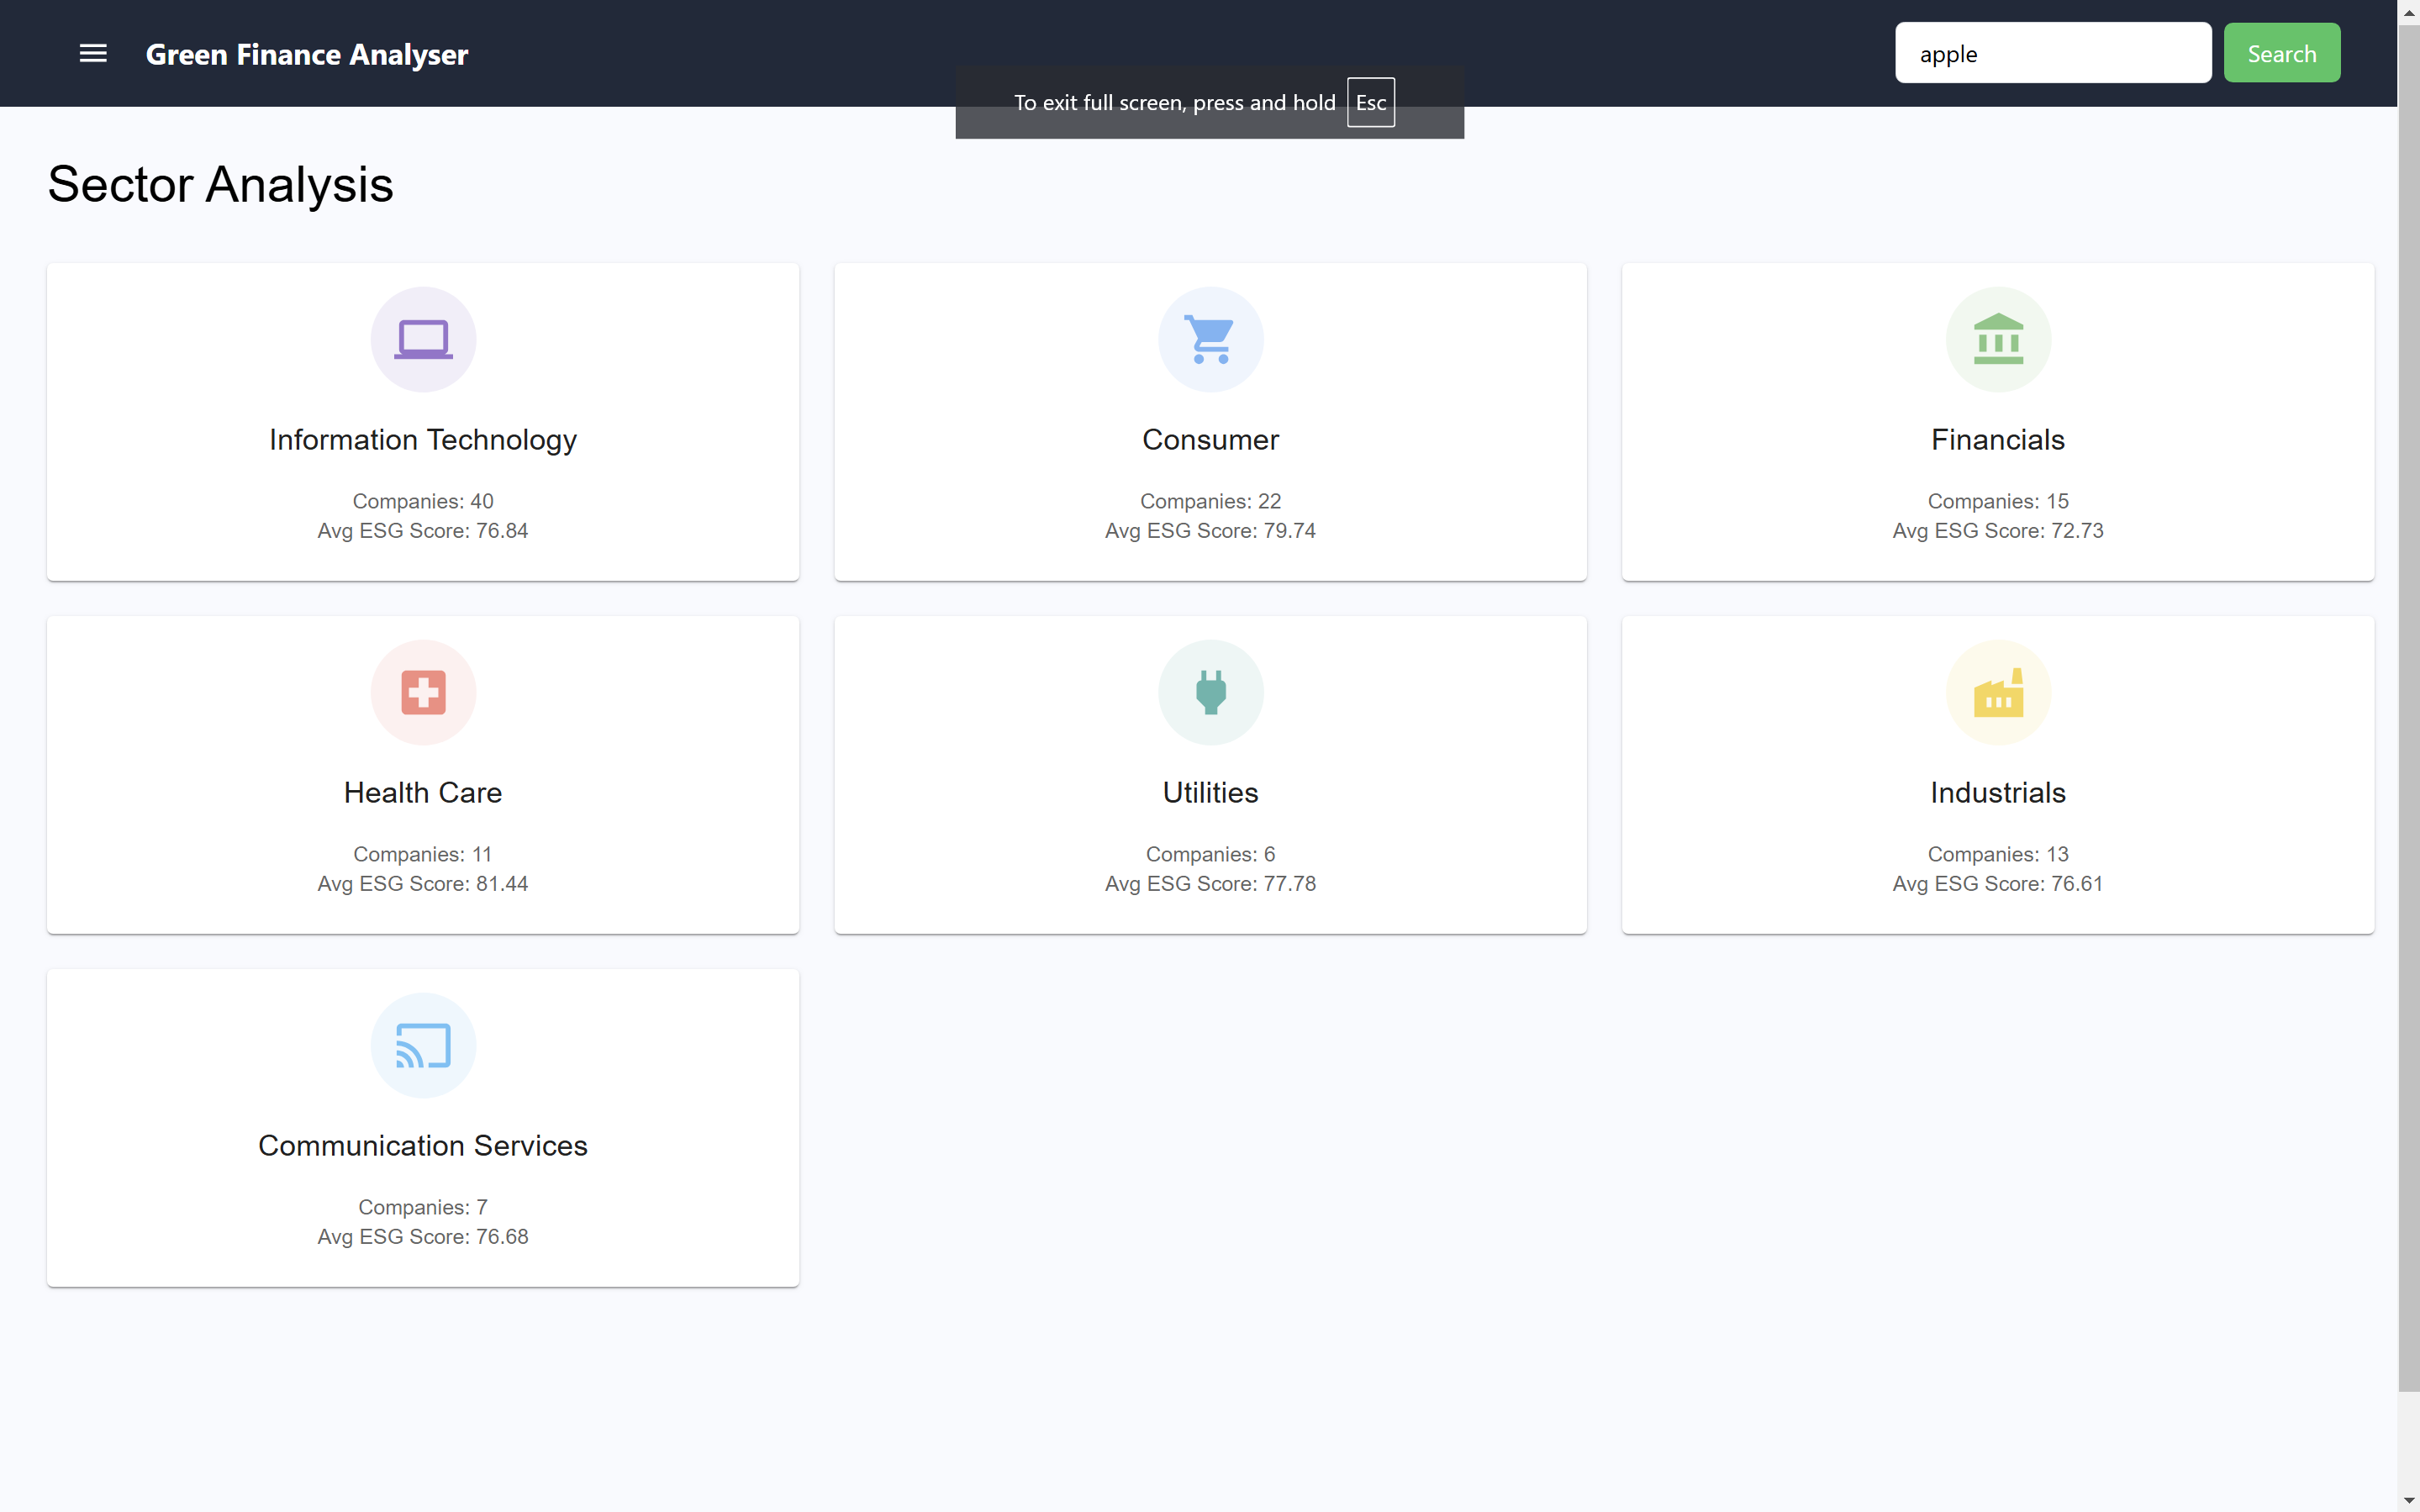 Green Finance Analyser
apple
Search
To exit full screen, press and hold Esc
Sector Analysis
Information Technology
Companies: 40
Avg ESG Score: 76.84
Consumer
Companies: 22
Avg ESG Score: 79.74
Financials
Companies: 15
Avg ESG Score: 72.73
Health Care
Companies: 11
Avg ESG Score: 81.44
Utilities
Companies: 6
Avg ESG Score: 77.78
Industrials
Companies: 13
Avg ESG Score: 76.61
Communication Services
Companies: 7
Avg ESG Score: 76.68